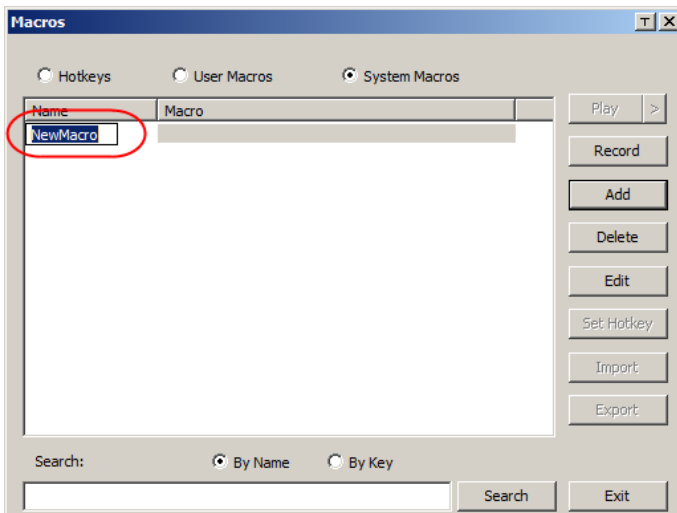 Macros
Hotkeys User Macros System Macros
Name Macro
Play >
NewMacro
Record
Add
Delete
Edit
Set Hotkey
Import
Export
Search: By Name By Key
Search Exit